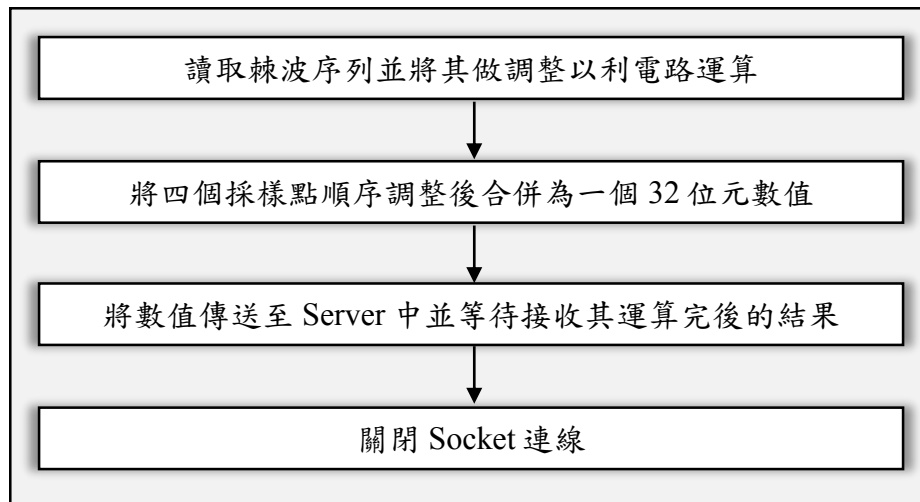 讀取棘波序列並將其做調整以利電路運算
將四個採樣點順序調整後合併為一個 32 位元數值
將數值傳送至 Server 中並等待接收其運算完後的結果
關閉 Socket 連線